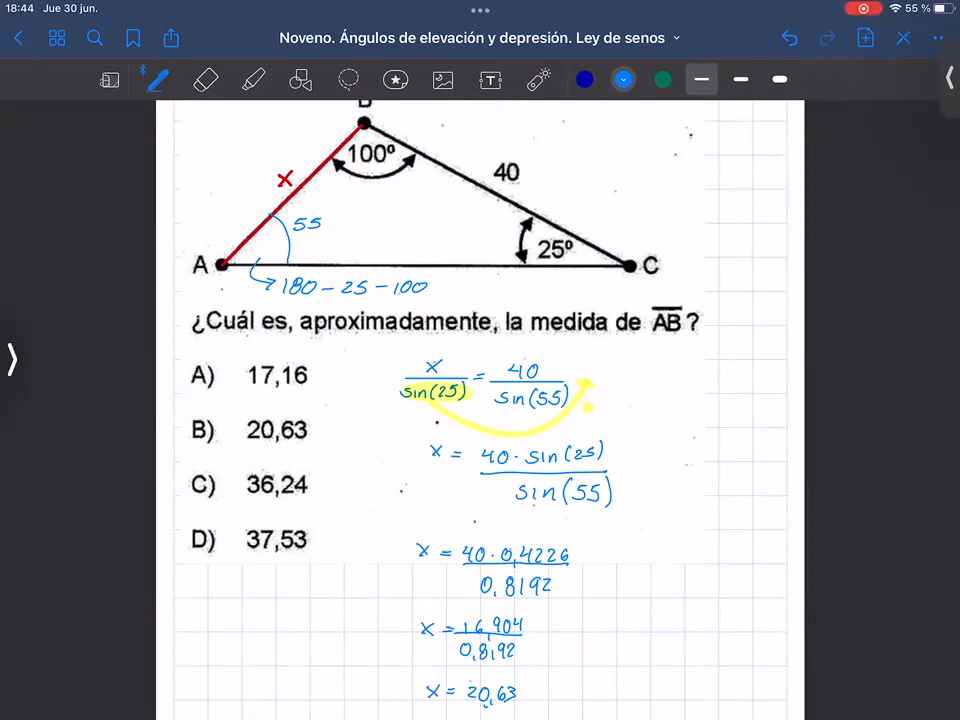 18:44 Jue 30 jun.
55 %
Noveno. Ángulos de elevación y depresión. Ley de senos
B
100º
x
40
55
25º
A
C
180 - 25 - 100
¿Cuál es, aproximadamente, la medida de AB?
A) 17,16
B) 20,63
C) 36,24
D) 37,53
x / sin(25) = 40 / sin(55)
x = 40 · sin(25) / sin(55)
x = 40 · 0,4226 / 0,8192
x = 16,904 / 0,8192
x = 20,63